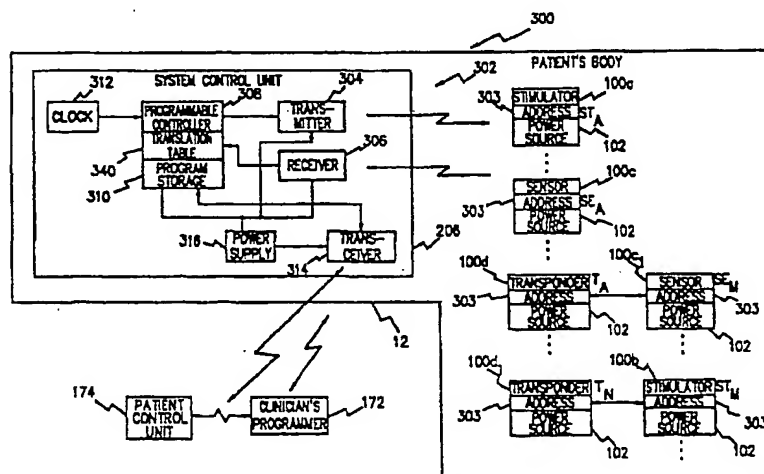 300
PATIENT'S BODY
302
SYSTEM CONTROL UNIT
312
308
304
CLOCK
PROGRAMMABLE
CONTROLLER
TRANSLATION
TABLE
PROGRAM
STORAGE
340
310
TRANS-
MITTER
306
RECEIVER
316
POWER
SUPPLY
314
TRANS-
CEIVER
206
303
100a
STIMULATOR
ADDRESS
POWER
SOURCE
ST A
102
SENSOR
100c
ADDRESS
POWER
SOURCE
303
SE A
102
100d
TRANSPONDER
ADDRESS
POWER
SOURCE
T A
303
102
100c
SENSOR
ADDRESS
POWER
SOURCE
SE M
303
102
100d
TRANSPONDER
ADDRESS
POWER
SOURCE
T N
303
102
100b
STIMULATOR
ADDRESS
POWER
SOURCE
ST M
303
102
12
174
PATIENT
CONTROL
UNIT
CLINICIAN'S
PROGRAMMER
172